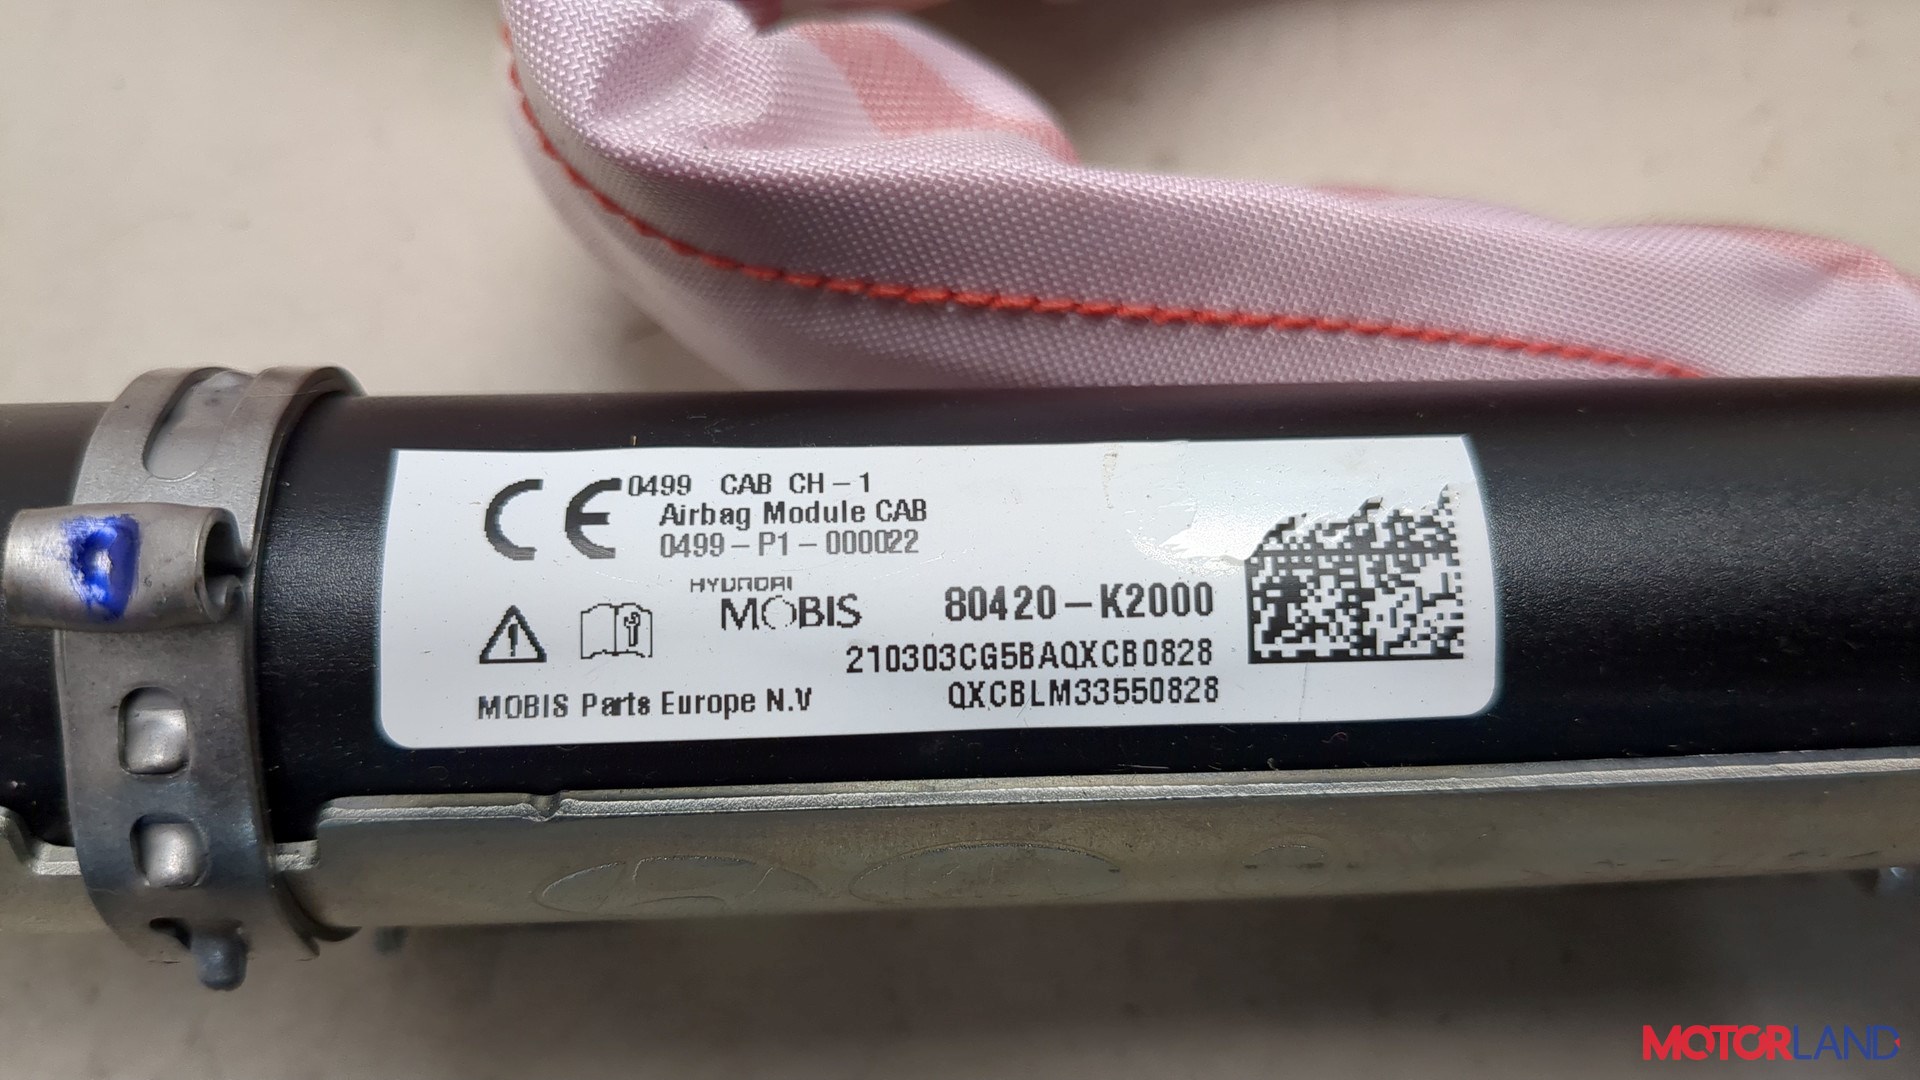 CE 0499 CAB CH-1
Airbag Module CAB
0499-P1-000022
HYUNDAI
MOBIS
80420-K2000
210303CG5BAQXCB0828
MOBIS Parts Europe N.V
QXCBLM33550828
MOTORLAND